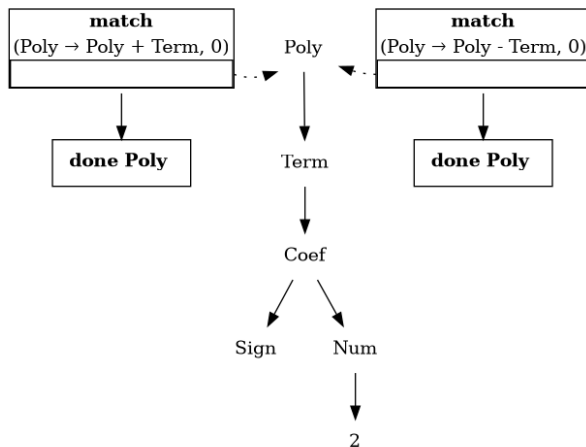 match
(Poly → Poly + Term, 0)
Poly
match
(Poly → Poly - Term, 0)
done Poly
Term
done Poly
Coef
Sign
Num
2